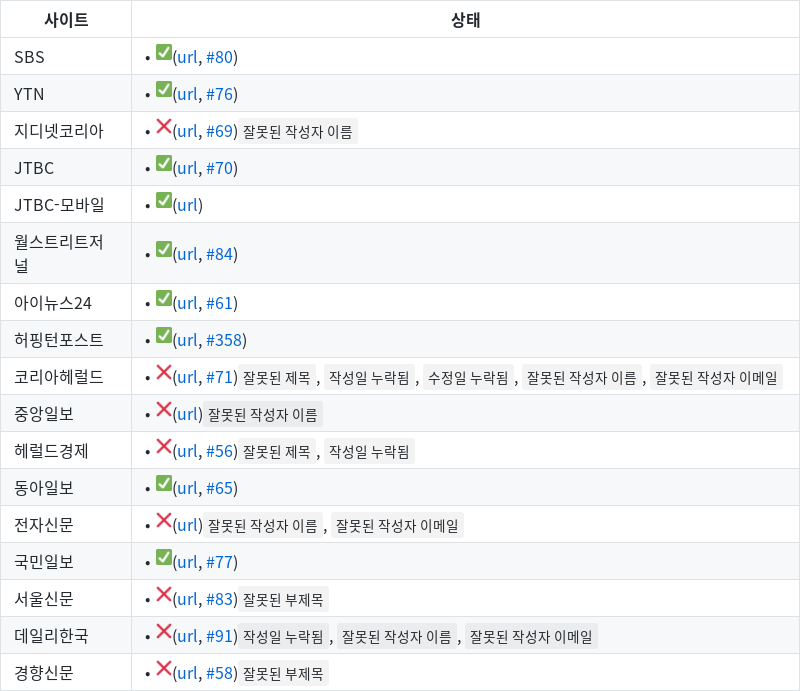 사이트 상태
SBS • ✅(url, #80)
YTN • ✅(url, #76)
지디넷코리아 • ❌(url, #69) 잘못된 작성자 이름
JTBC • ✅(url, #70)
JTBC-모바일 • ✅(url)
월스트리트저
널 • ✅(url, #84)
아이뉴스24 • ✅(url, #61)
허핑턴포스트 • ✅(url, #358)
코리아헤럴드 • ❌(url, #71) 잘못된 제목 , 작성일 누락됨 , 수정일 누락됨 , 잘못된 작성자 이름 , 잘못된 작성자 이메일
중앙일보 • ❌(url) 잘못된 작성자 이름
헤럴드경제 • ❌(url, #56) 잘못된 제목 , 작성일 누락됨
동아일보 • ✅(url, #65)
전자신문 • ❌(url) 잘못된 작성자 이름 , 잘못된 작성자 이메일
국민일보 • ✅(url, #77)
서울신문 • ❌(url, #83) 잘못된 부제목
데일리한국 • ❌(url, #91) 작성일 누락됨 , 잘못된 작성자 이름 , 잘못된 작성자 이메일
경향신문 • ❌(url, #58) 잘못된 부제목